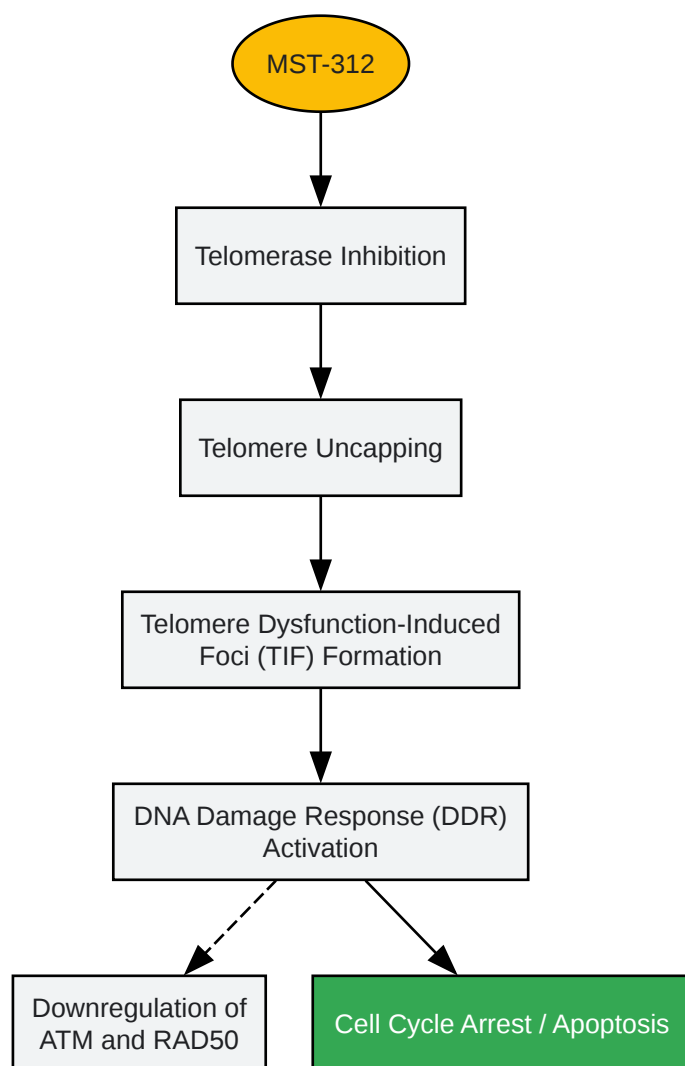 MST-312
Telomerase Inhibition
Telomere Uncapping
Telomere Dysfunction-Induced
Foci (TIF) Formation
DNA Damage Response (DDR)
Activation
Downregulation of
ATM and RAD50
Cell Cycle Arrest / Apoptosis